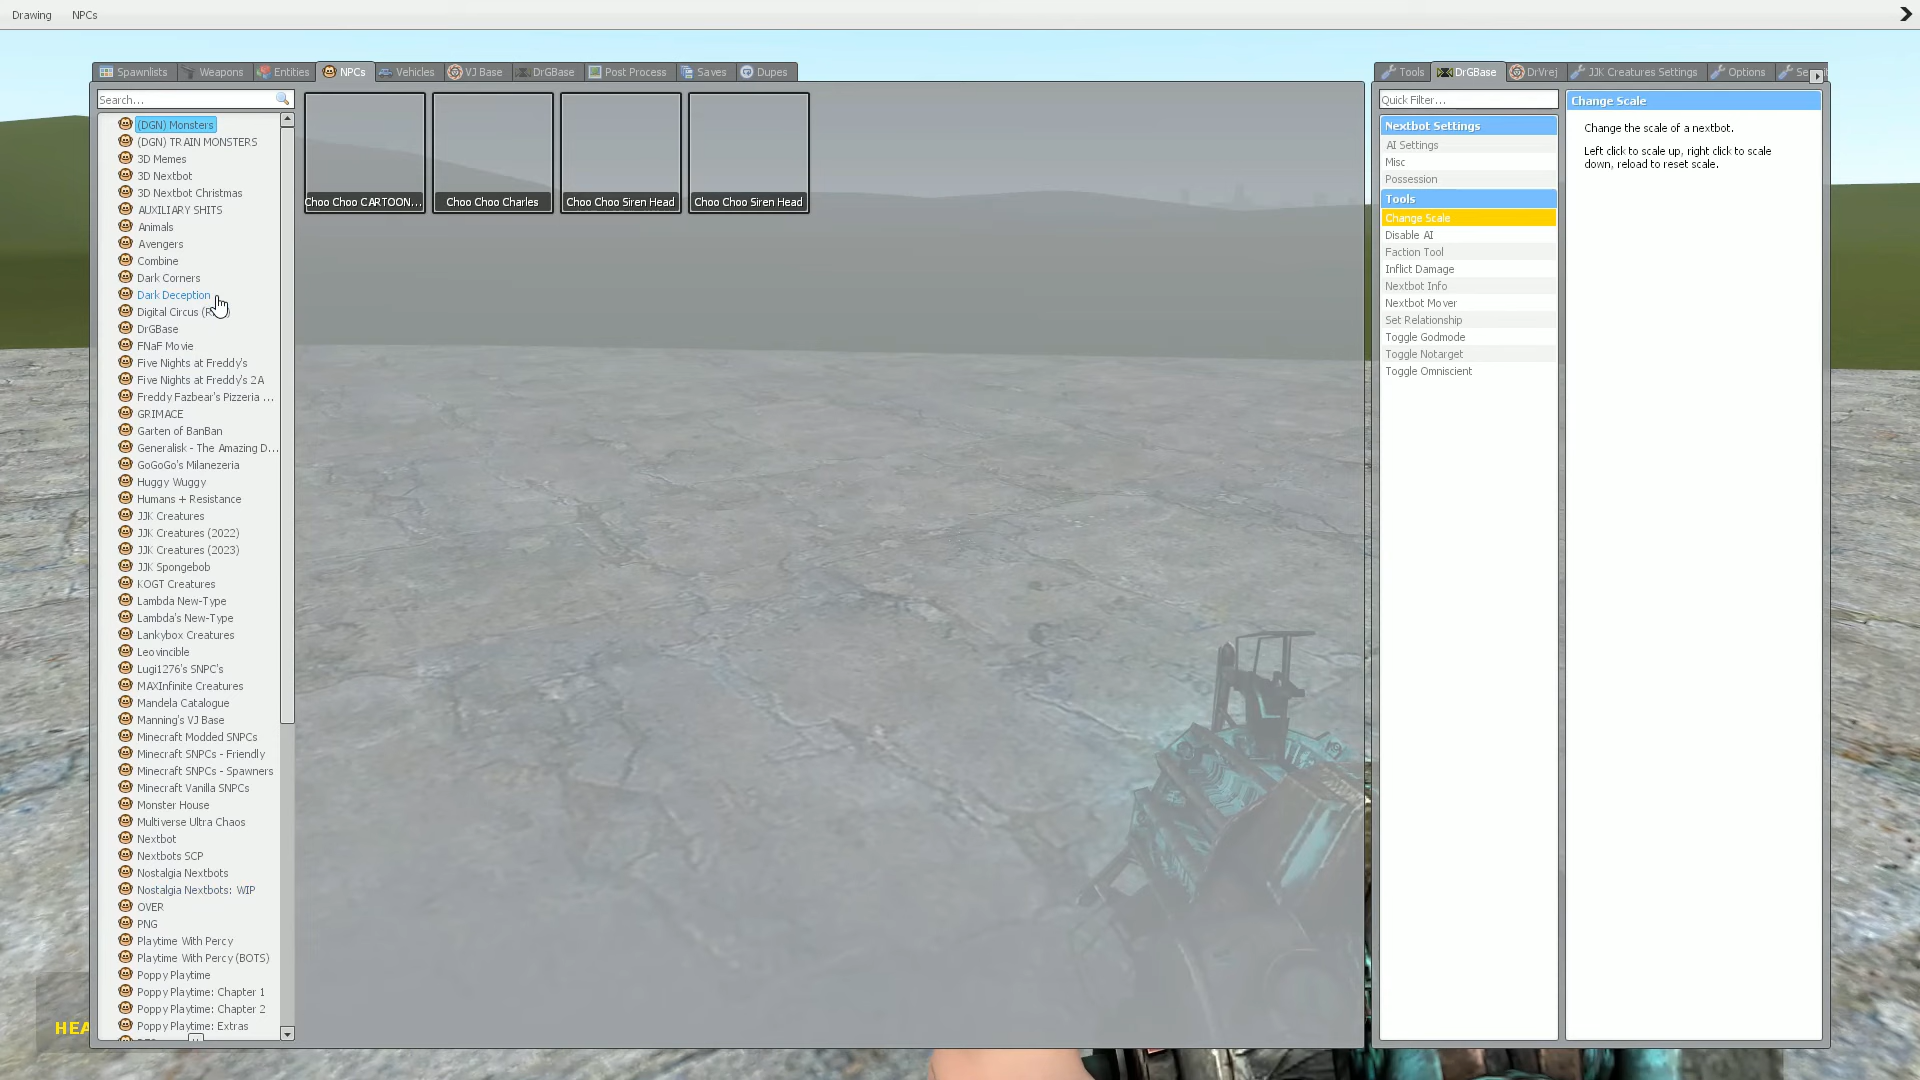 Drawing NPCs
Spawnlists Weapons Entities NPCs Vehicles VJ Base DrGBase Post Process Saves Dupes
Tools DrGBase DrVrej JJK Creatures Settings Options
Search...
(DGN) Monsters
(DGN) TRAIN MONSTERS
3D Memes
3D Nextbot
3D Nextbot Christmas
AUXILIARY SHITS
Animals
Avengers
Combine
Dark Corners
Dark Deception
Digital Circus
DrGBase
FNaF Movie
Five Nights at Freddy's
Five Nights at Freddy's 2A
Freddy Fazbear's Pizzeria ...
GRIMACE
Garten of BanBan
Generalisk - The Amazing D...
GoGoGo's Milanezeria
Huggy Wuggy
Humans + Resistance
JJK Creatures
JJK Creatures (2022)
JJK Creatures (2023)
JJK Spongebob
KOGT Creatures
Lambda New-Type
Lambda's New-Type
Lankybox Creatures
Leovincible
Lugi1276's SNPC's
MAXInfinite Creatures
Mandela Catalogue
Manning's VJ Base
Minecraft Modded SNPCs
Minecraft SNPCs - Friendly
Minecraft SNPCs - Spawners
Minecraft Vanilla SNPCs
Monster House
Multiverse Ultra Chaos
Nextbot
Nextbots SCP
Nostalgia Nextbots
Nostalgia Nextbots: WIP
OVER
PNG
Playtime With Percy
Playtime With Percy (BOTS)
Poppy Playtime
Poppy Playtime: Chapter 1
Poppy Playtime: Chapter 2
Poppy Playtime: Extras
HEA
Choo Choo CARTOON...
Choo Choo Charles
Choo Choo Siren Head
Choo Choo Siren Head
Quick Filter...
Nextbot Settings
AI Settings
Misc
Possession
Tools
Change Scale
Disable AI
Faction Tool
Inflict Damage
Nextbot Info
Nextbot Mover
Set Relationship
Toggle Godmode
Toggle Notarget
Toggle Omniscient
Change Scale
Change the scale of a nextbot.
Left click to scale up, right click to scale
down, reload to reset scale.